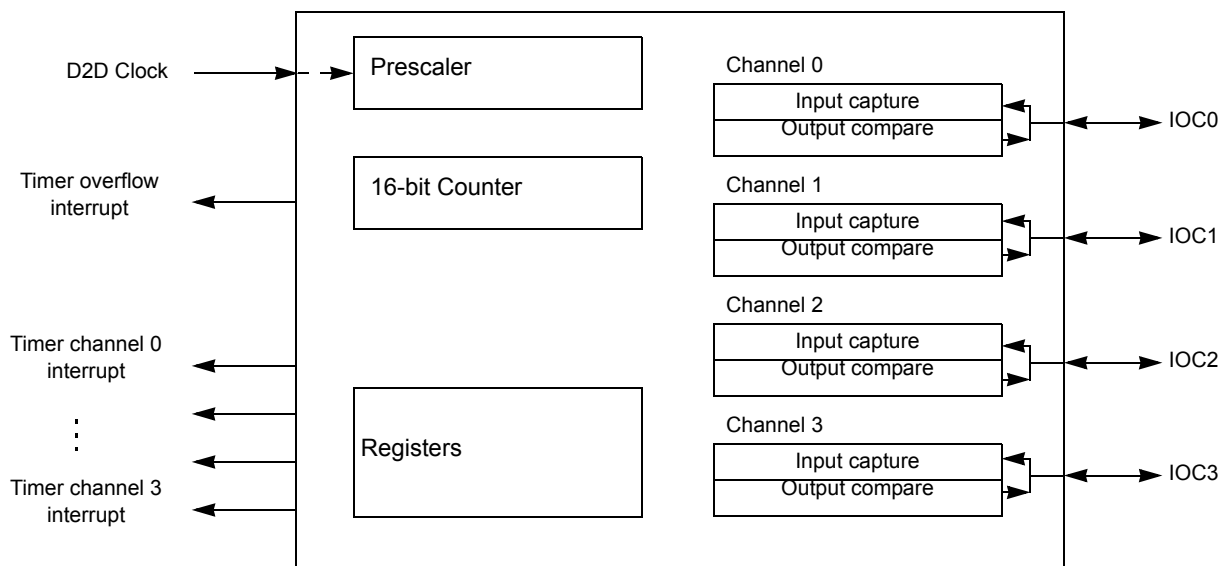 D2D Clock
Timer overflow
interrupt
Timer channel 0
interrupt
Timer channel 3
interrupt
Prescaler
16-bit Counter
Registers
Channel 0
Input capture
Output compare
Channel 1
Input capture
Output compare
Channel 2
Input capture
Output compare
Channel 3
Input capture
Output compare
IOC0
IOC1
IOC2
IOC3